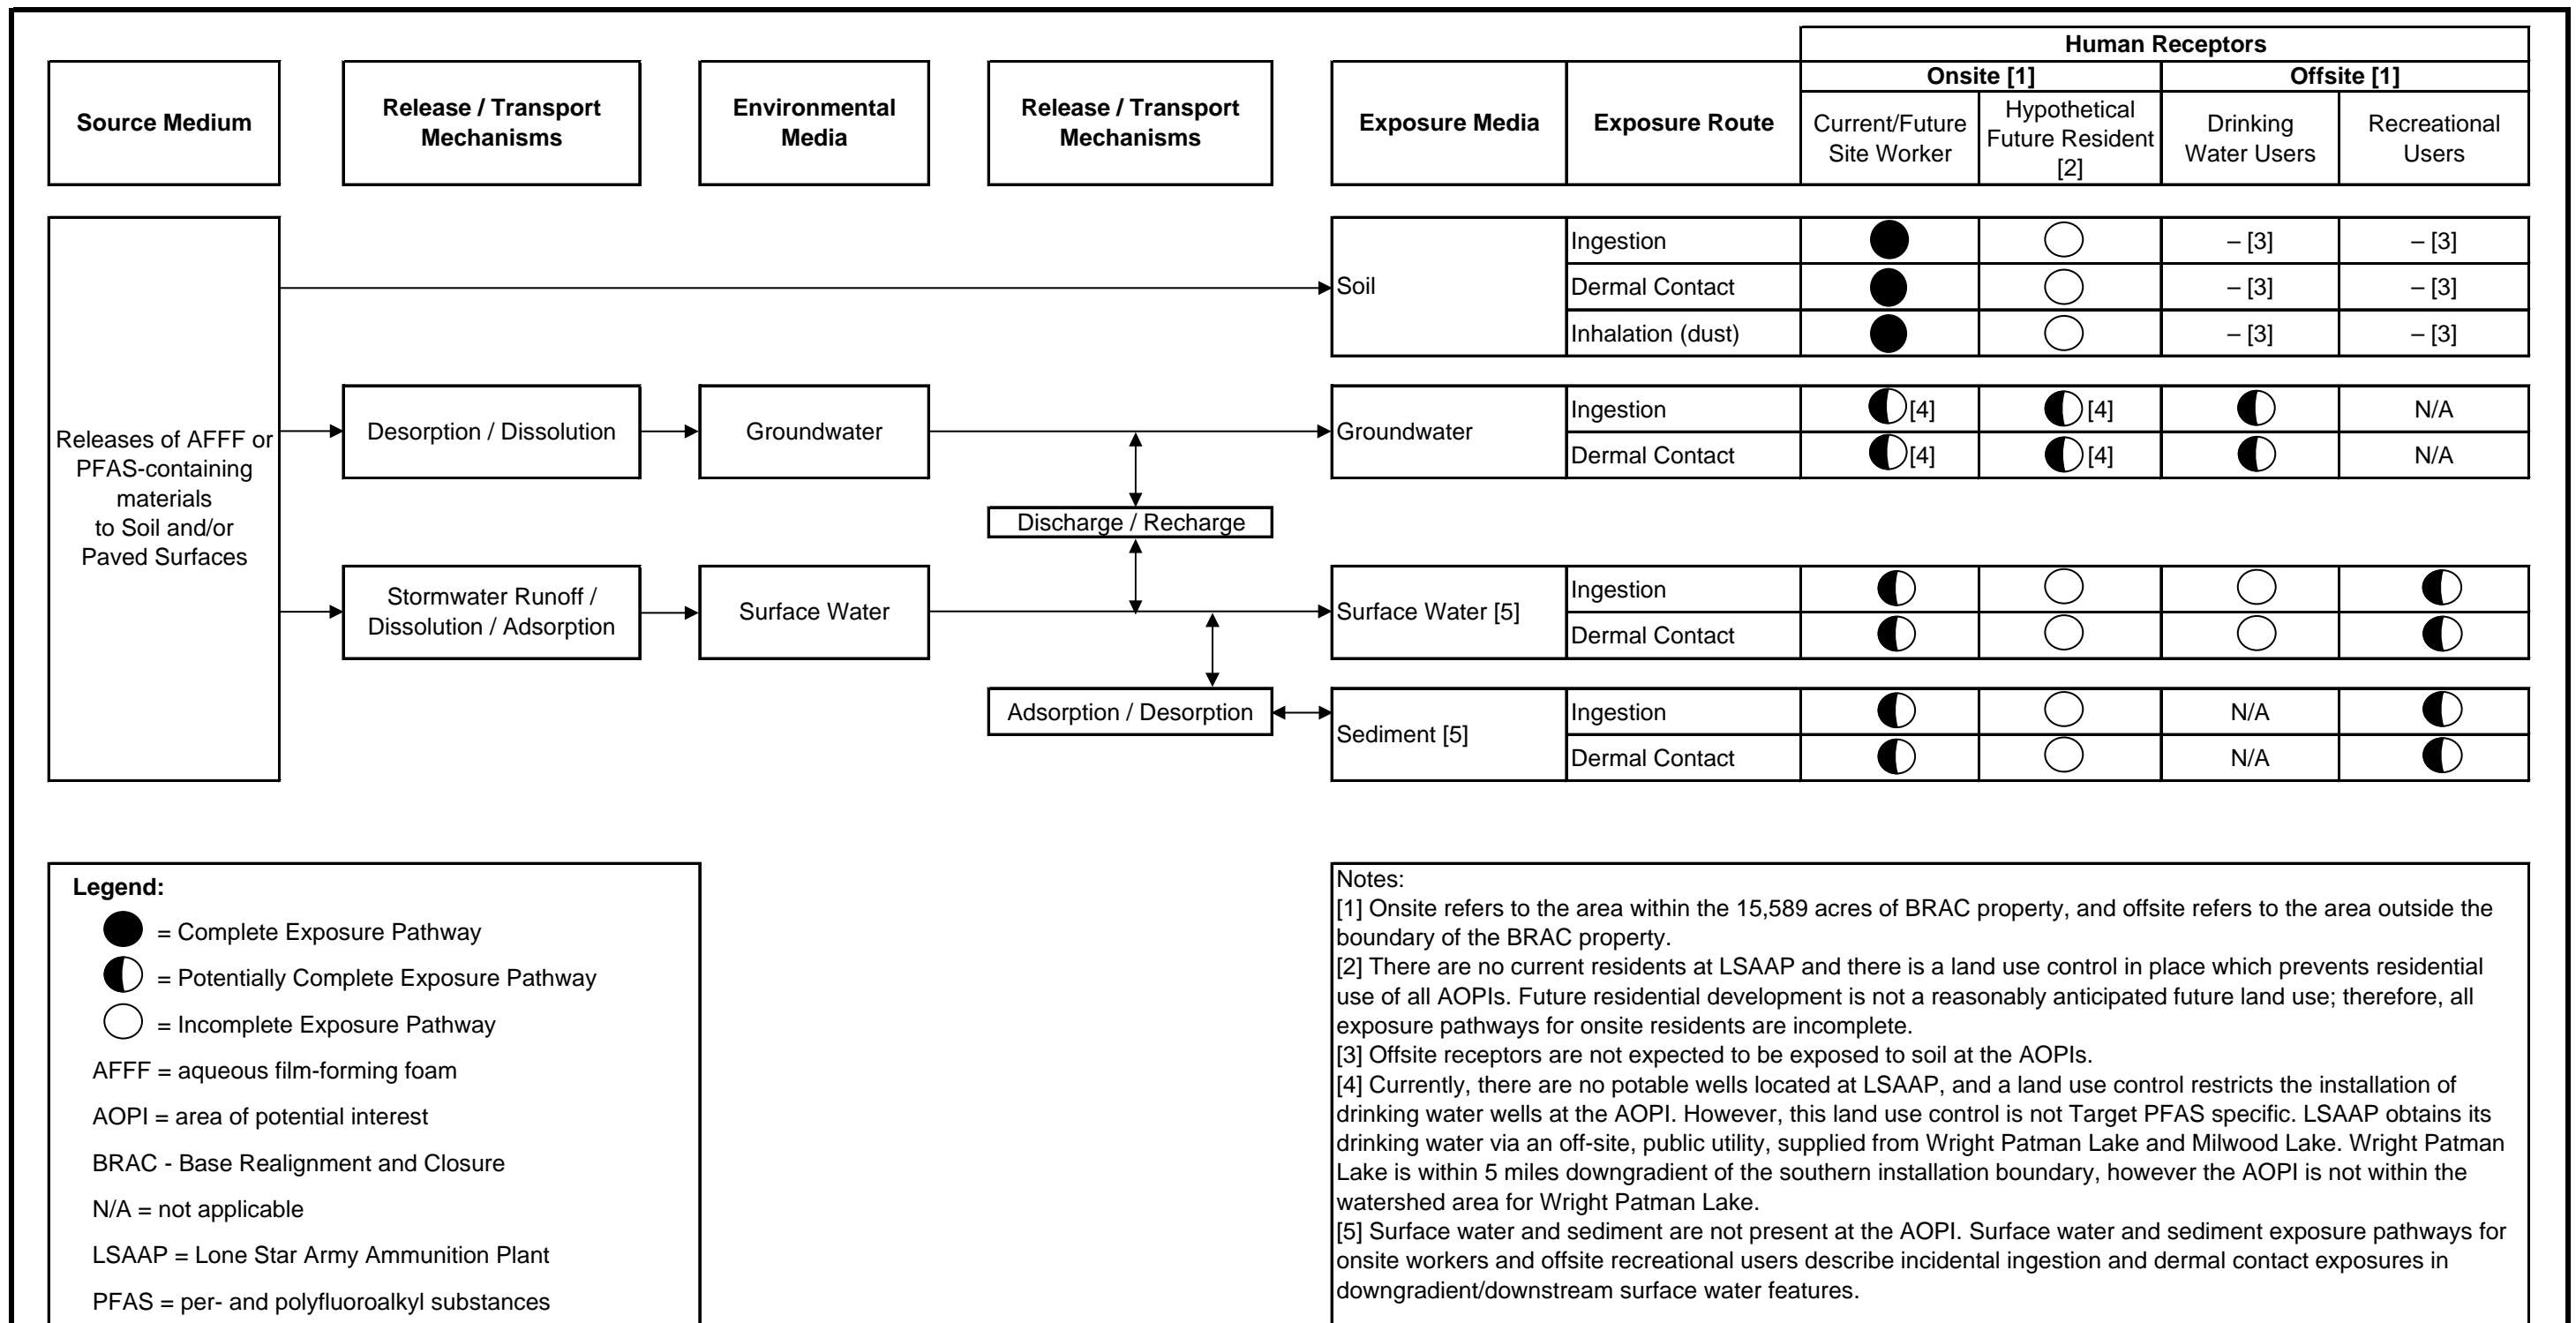 Human Receptors
Onsite [1]
Offsite [1]
Source Medium
Release / Transport
Mechanisms
Environmental
Media
Release / Transport
Mechanisms
Exposure Media
Exposure Route
Current/Future
Site Worker
Hypothetical
Future Resident
[2]
Drinking
Water Users
Recreational
Users
Releases of AFFF or
PFAS-containing
materials
to Soil and/or
Paved Surfaces
Soil
Ingestion
– [3]
– [3]
Dermal Contact
– [3]
– [3]
Inhalation (dust)
– [3]
– [3]
Desorption / Dissolution
Groundwater
Groundwater
Ingestion
[4]
[4]
N/A
Dermal Contact
[4]
[4]
N/A
Discharge / Recharge
Stormwater Runoff /
Dissolution / Adsorption
Surface Water
Surface Water [5]
Ingestion
Dermal Contact
Adsorption / Desorption
Sediment [5]
Ingestion
N/A
Dermal Contact
N/A
Legend:
= Complete Exposure Pathway
= Potentially Complete Exposure Pathway
= Incomplete Exposure Pathway
AFFF = aqueous film-forming foam
AOPI = area of potential interest
BRAC - Base Realignment and Closure
N/A = not applicable
LSAAP = Lone Star Army Ammunition Plant
PFAS = per- and polyfluoroalkyl substances
Notes:
[1] Onsite refers to the area within the 15,589 acres of BRAC property, and offsite refers to the area outside the
boundary of the BRAC property.
[2] There are no current residents at LSAAP and there is a land use control in place which prevents residential
use of all AOPIs. Future residential development is not a reasonably anticipated future land use; therefore, all
exposure pathways for onsite residents are incomplete.
[3] Offsite receptors are not expected to be exposed to soil at the AOPIs.
[4] Currently, there are no potable wells located at LSAAP, and a land use control restricts the installation of
drinking water wells at the AOPI. However, this land use control is not Target PFAS specific. LSAAP obtains its
drinking water via an off-site, public utility, supplied from Wright Patman Lake and Milwood Lake. Wright Patman
Lake is within 5 miles downgradient of the southern installation boundary, however the AOPI is not within the
watershed area for Wright Patman Lake.
[5] Surface water and sediment are not present at the AOPI. Surface water and sediment exposure pathways for
onsite workers and offsite recreational users describe incidental ingestion and dermal contact exposures in
downgradient/downstream surface water features.